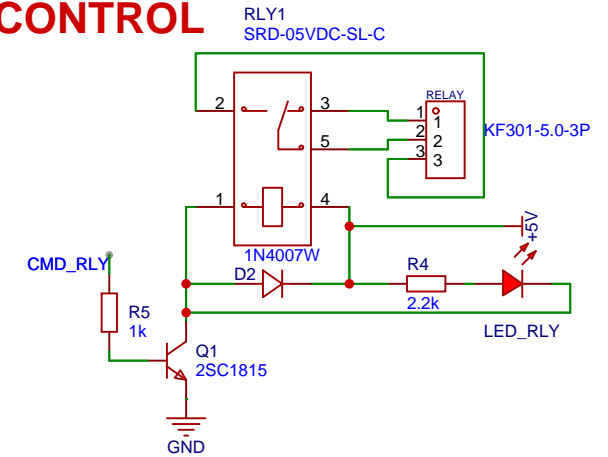 CONTROL
RLY1
SRD-05VDC-SL-C
2
3
5
1
4
RELAY
1 1
2 2
3 3
KF301-5.0-3P
1N4007W
D2
+5V
CMD_RLY
R4
2.2k
LED_RLY
R5
1k
Q1
2SC1815
GND